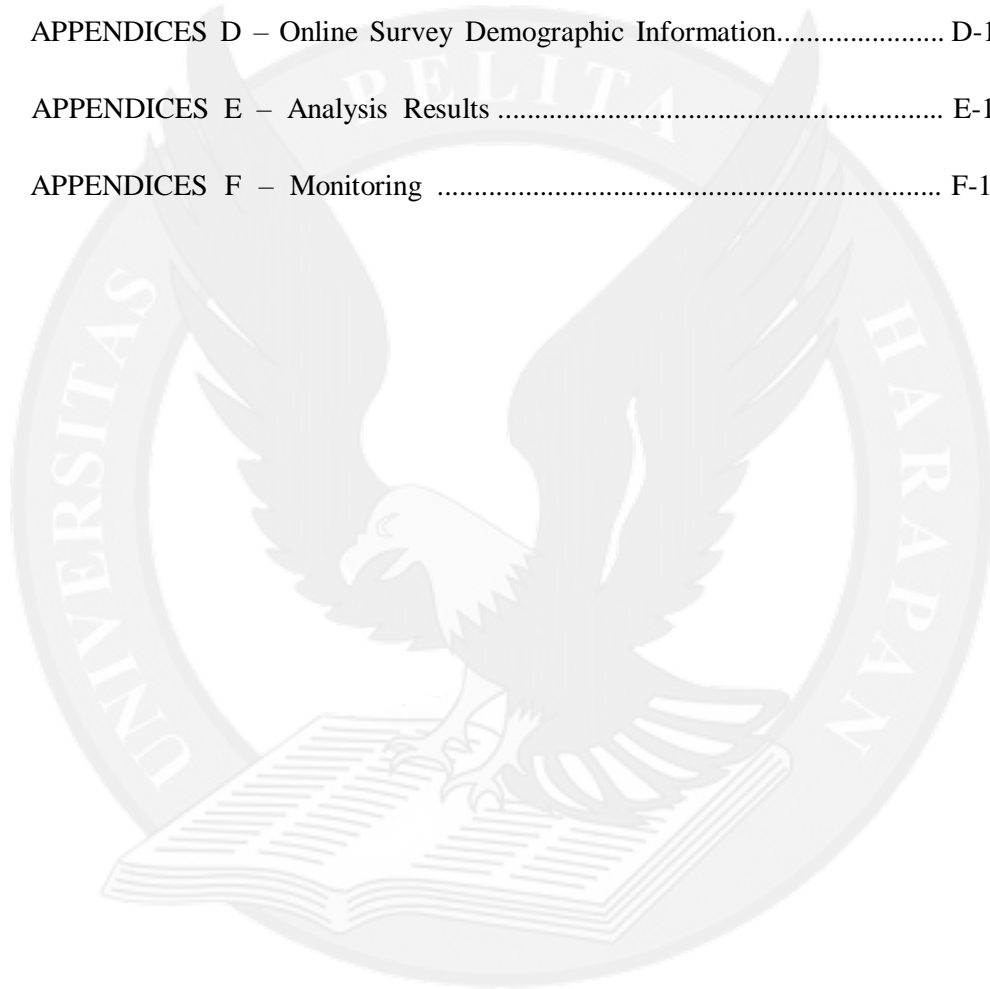 APPENDICES D – Online Survey Demographic Information...................... D-1
APPENDICES E – Analysis Results ............................................................ E-1
APPENDICES F – Monitoring .................................................................... F-1
UNIVERSITAS PELITA HARAPAN